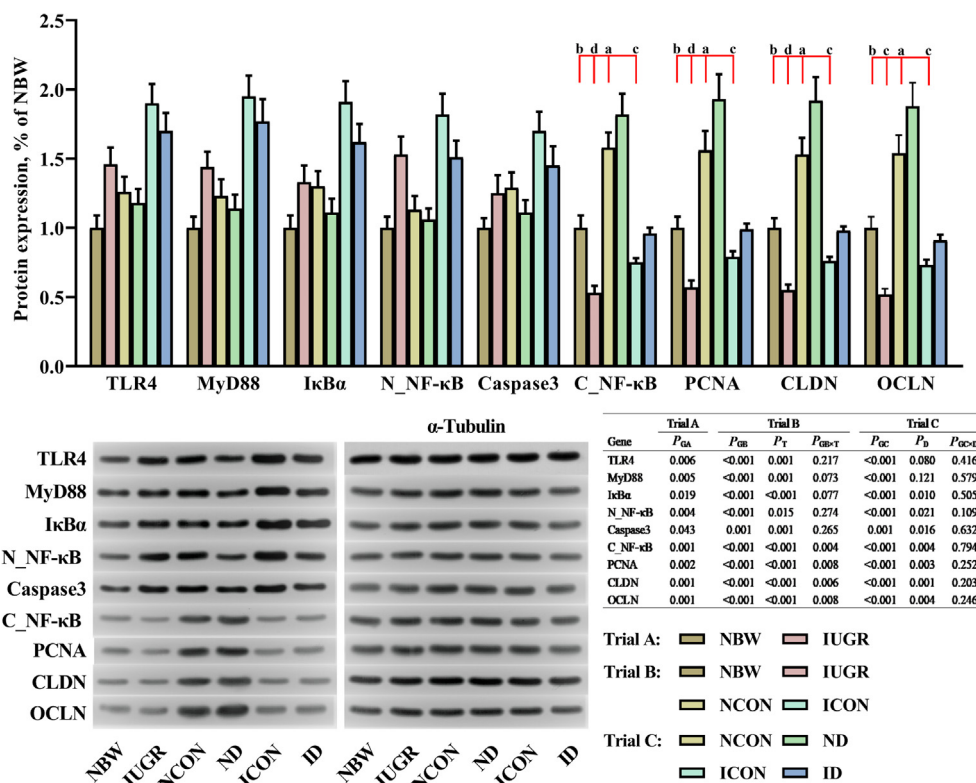 Protein expression, % of NBW
2.5
2.0
1.5
1.0
0.5
0.0
b d a c
b d a c
b d a c
b c a c
TLR4 MyD88 IκBα N_NF-κB Caspase3 C_NF-κB PCNA CLDN OCLN
α-Tubulin
TLR4
MyD88
IκBα
N_NF-κB
Caspase3
C_NF-κB
PCNA
CLDN
OCLN
NBW IUGR NCON ND ICON ID
NBW IUGR NCON ND ICON ID
Trial A Trial B Trial C
Gene PGA PGB PT PGB×T PGC PD
TLR4 0.006 <0.001 0.001 0.217 <0.001 0.080 0.416
MyD88 0.005 <0.001 0.001 0.073 <0.001 0.121 0.579
IκBα 0.019 <0.001 <0.001 0.077 <0.001 0.010 0.505
N_NF-κB 0.004 <0.001 0.015 0.274 <0.001 0.021 0.109
Caspase3 0.043 0.001 0.001 0.265 0.001 0.016 0.632
C_NF-κB 0.001 <0.001 <0.001 0.004 <0.001 0.004 0.794
PCNA 0.002 <0.001 <0.001 0.008 <0.001 0.003 0.252
CLDN 0.001 <0.001 <0.001 0.006 <0.001 0.001 0.203
OCLN 0.001 <0.001 <0.001 0.008 <0.001 0.004 0.246
Trial A: NBW IUGR
Trial B: NBW IUGR
NCON ICON
Trial C: NCON ND
ICON ID